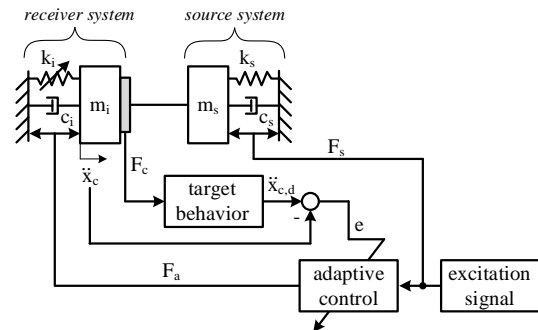 receiver system
source system
k_i
k_s
m_i
m_s
c_i
c_s
F_s
F_c
ẍ_c
target
behavior
ẍ_c,d
-
e
F_a
adaptive
control
excitation
signal